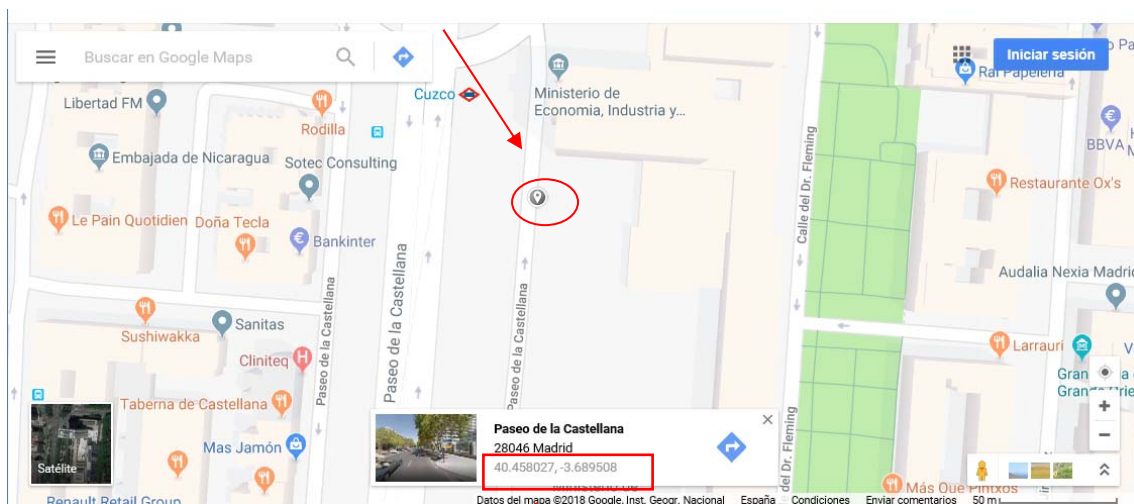 Buscar en Google Maps
Iniciar sesión
Libertad FM
Rodilla
Cuzco
Ministerio de
Economia, Industria y...
Raf Papelería
BBVA
Embajada de Nicaragua
Sotec Consulting
Restaurante Ox's
Le Pain Quotidien
Doña Tecla
Bankinter
Calle del Dr. Fleming
Paseo de la Castellana
Paseo de la Castellana
Paseo de la Castellana
Audalia Nexia Madrid
Sushiwakka
Sanitas
Cliniteq
Larrauri
Taberna de Castellana
Mas Jamón
Satélite
Paseo de la Castellana
28046 Madrid
40.458027, -3.689508
del Dr. Fleming
Más Que Pintxos
Renault Retail Group
Datos del mapa ©2018 Google, Inst. Geogr. Nacional España Condiciones Enviar comentarios 50 m